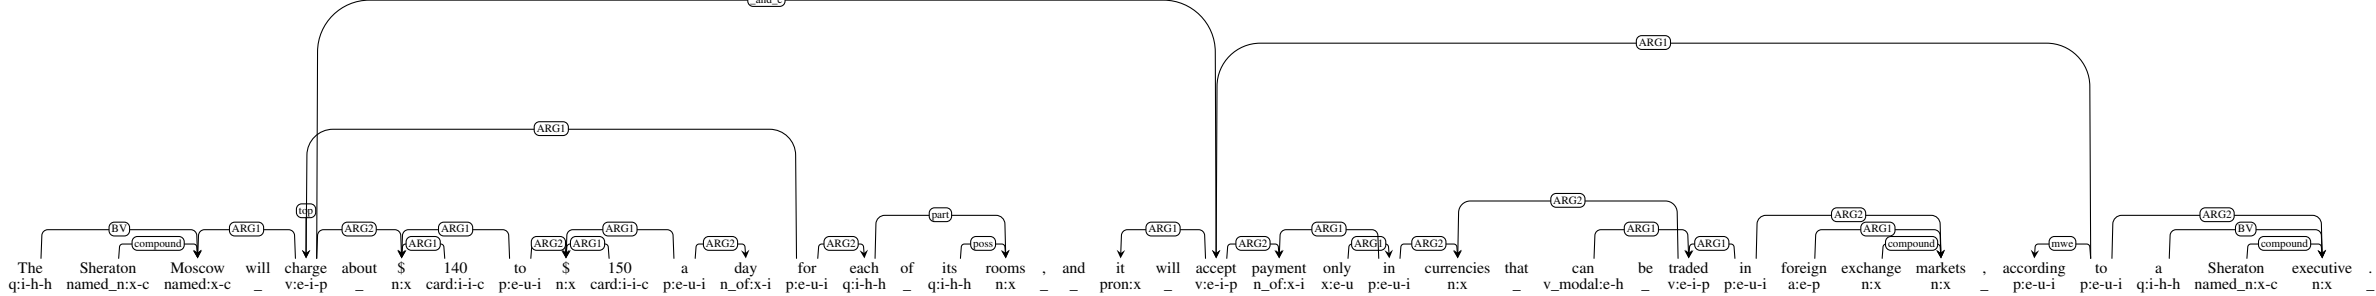 _and_c
ARG1
ARG1
top
ARG2
part
ARG2
ARG2
BV ARG1 ARG2 ARG1 ARG1 ARG1 ARG1 ARG1 ARG1 BV
compound ARG1 ARG2 ARG1 ARG2 ARG2 poss ARG2 ARG1 ARG2 ARG1 compound mwe compound
The Sheraton Moscow will charge about $ 140 to $ 150 a day for each of its rooms , and it will accept payment only in currencies that can be traded in foreign exchange markets , according to a Sheraton executive .
q:i-h-h named_n:x-c named:x-c _ v:e-i-p _ n:x card:i-i-c p:e-u-i n:x card:i-i-c p:e-u-i n_of:x-i p:e-u-i q:i-h-h _ q:i-h-h n:x _ _ pron:x _ v:e-i-p n_of:x-i x:e-u p:e-u-i n:x _ v_modal:e-h _ v:e-i-p p:e-u-i a:e-p n:x n:x _ p:e-u-i p:e-u-i q:i-h-h named_n:x-c n:x _